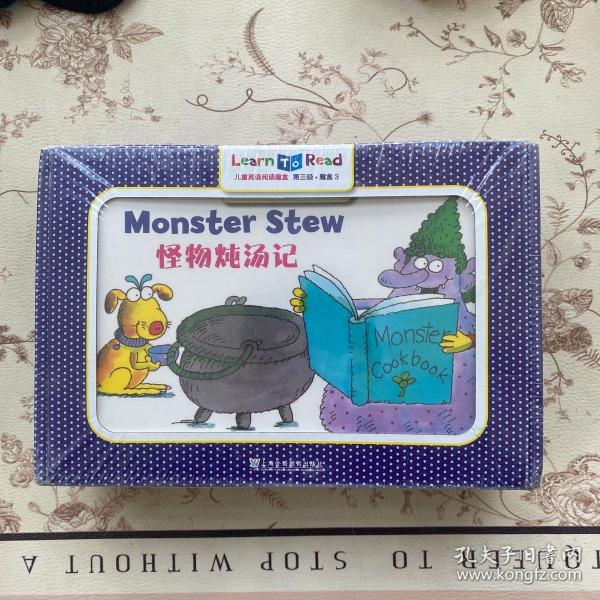 Learn TO Read
儿童英语阅读魔盒 第三级·魔盒3
Monster Stew
怪物炖汤记
Monster
Cookbook
上海外语教育出版社
TQUEER TO STOP WITHOUT A
孔夫子旧书网
www.kongfz.com